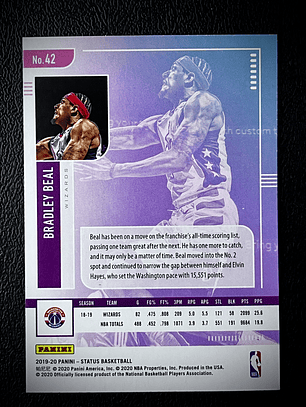 No. 42
BRADLEY BEAL
WIZARDS
Beal has been on a move on the franchise's all-time scoring list,
passing one team great after the next. He has one more to catch,
and it may only be a matter of time. Beal moved into the No. 2
spot and continued to narrow the gap between himself and Elvin
Hayes, who set the Washington pace with 15,551 points.
SEASON TEAM G FG% FT% 3PM RPG APG STL BLK PTS PPG
18-19 WIZARDS 82 .475 .808 209 5.0 5.5 121 58 2099 25.6
NBA TOTALS 498 .452 .798 1071 3.9 3.7 551 191 9684 19.8
PANINI
2019-20 PANINI – STATUS BASKETBALL
© 2020 Panini America, Inc. © 2020 NBA Properties, Inc. Produced in the USA.
© 2020 Officially licensed product of the National Basketball Players Association.